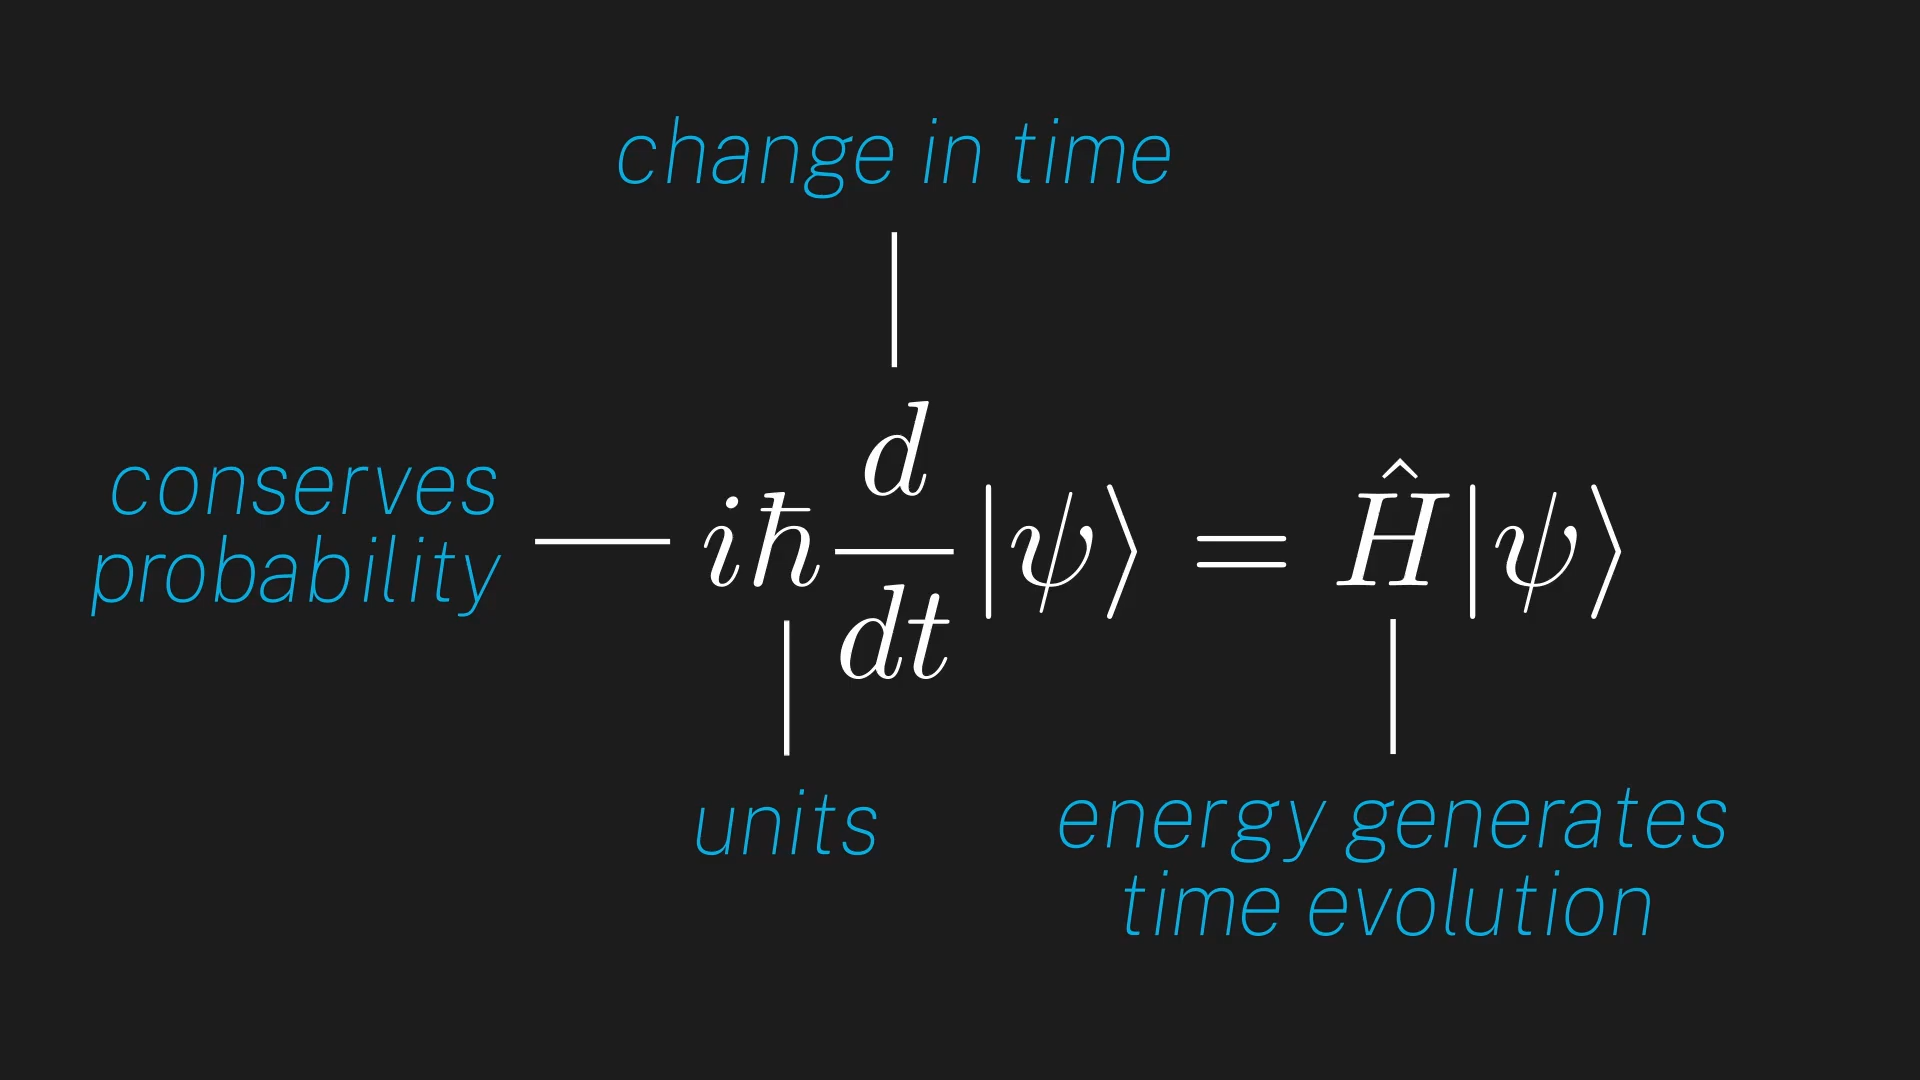 change in time
conserves
probability
iħ d/dt |ψ⟩ = Ĥ|ψ⟩
units
energy generates
time evolution